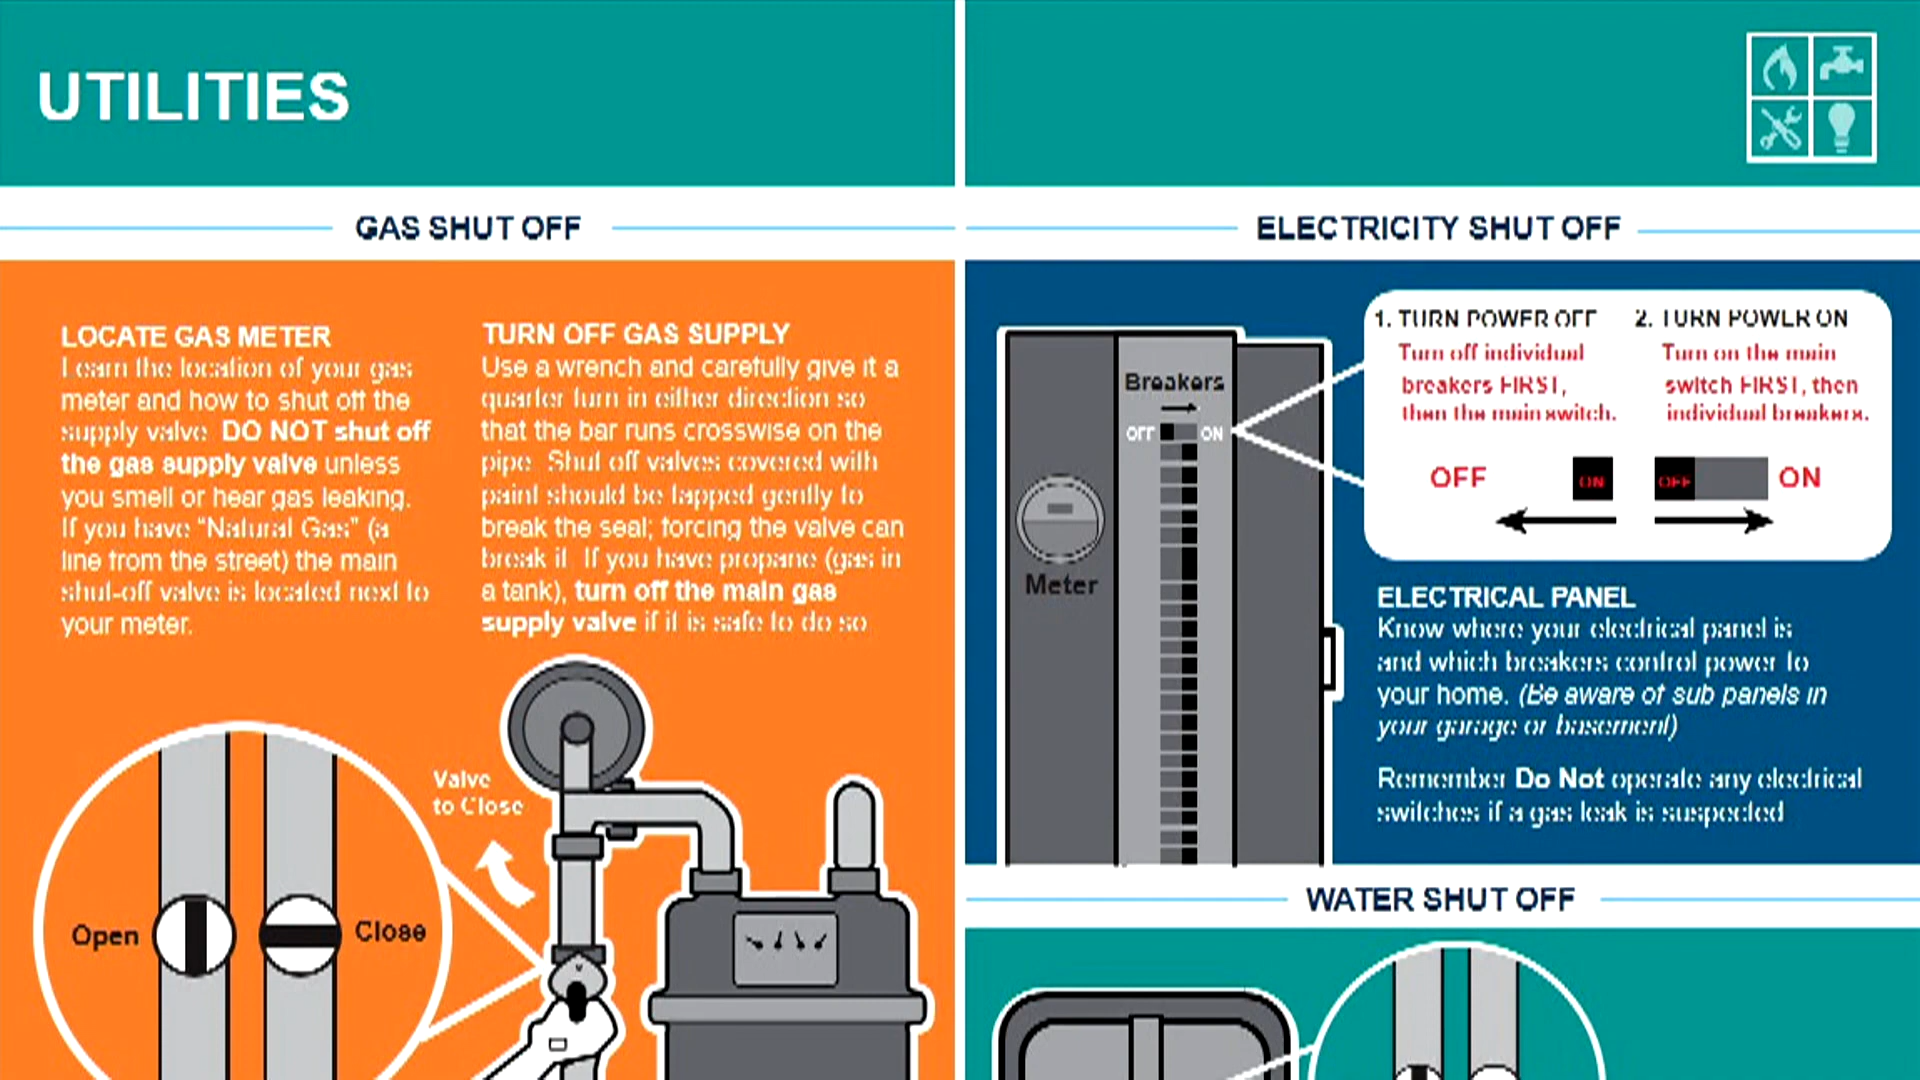 UTILITIES
GAS SHUT OFF
LOCATE GAS METER
Learn the location of your gas
meter and how to shut off the
supply valve. DO NOT shut off
the gas supply valve unless
you smell or hear gas leaking.
If you have “Natural Gas” (a
line from the street) the main
shut-off valve is located next to
your meter.
TURN OFF GAS SUPPLY
Use a wrench and carefully give it a
quarter turn in either direction so
that the bar runs crosswise on the
pipe. Shut off valves covered with
paint should be tapped gently to
break the seal; forcing the valve can
break it. If you have propane (gas in
a tank), turn off the main gas
supply valve if it is safe to do so.
Valve
to Close
Open
Close
ELECTRICITY SHUT OFF
Breakers
OFF ON
Meter
1. TURN POWER OFF
Turn off individual
breakers FIRST,
then the main switch.
OFF ON
2. TURN POWER ON
Turn on the main
switch FIRST, then
individual breakers.
OFF ON
ELECTRICAL PANEL
Know where your electrical panel is
and which breakers control power to
your home. (Be aware of sub panels in
your garage or basement)
Remember Do Not operate any electrical
switches if a gas leak is suspected
WATER SHUT OFF